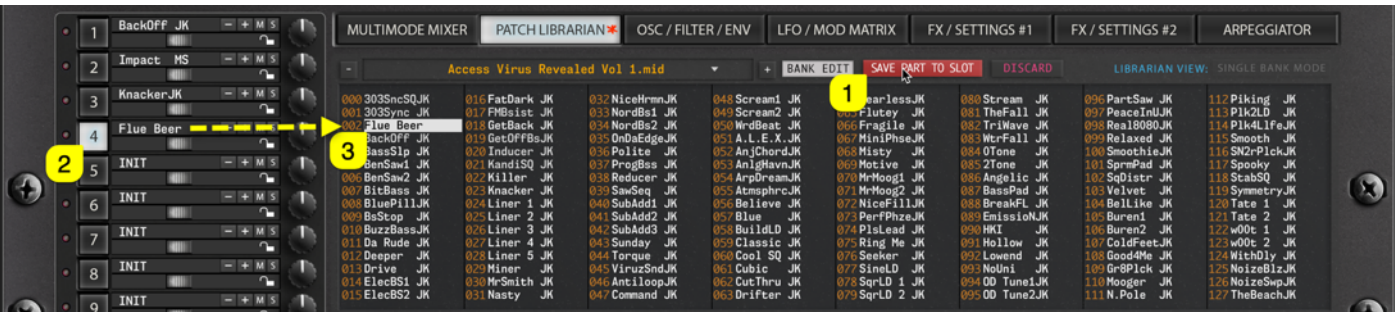 MULTIMODE MIXER PATCH LIBRARIAN* OSC / FILTER / ENV LFO / MOD MATRIX FX / SETTINGS #1 FX / SETTINGS #2 ARPEGGIATOR
- Access Virus Revealed Vol 1.mid + BANK EDIT SAVE PART TO SLOT DISCARD LIBRARIAN VIEW: SINGLE BANK MODE
1
1 BackOff JK - + M S
2 Impact MS - + M S
3 KnackerJK - + M S
4 Flue Beer - + M S
2
5 INIT - + M S
6 INIT - + M S
7 INIT - + M S
8 INIT - + M S
9 INIT - + M S
3
000 303SncSQJK
001 303Sync JK
002 Flue Beer
BackOff JK
BassSlp JK
BenSaw1 JK
006 BenSaw2 JK
007 BitBass JK
008 BluePillJK
009 BsStop JK
010 BuzzBassJK
011 Da Rude JK
012 Deeper JK
013 Drive JK
014 ElecBS1 JK
015 ElecBS2 JK
016 FatDark JK
017 FMBsist JK
018 GetBack JK
019 GetOffBsJK
020 Inducer JK
021 KandiSQ JK
022 Killer JK
023 Knacker JK
024 Liner 1 JK
025 Liner 2 JK
026 Liner 3 JK
027 Liner 4 JK
028 Liner 5 JK
029 Miner JK
030 MrSmith JK
031 Nasty JK
032 NiceHrmnJK
033 NordBs1 JK
034 NordBs2 JK
035 OnDaEdgeJK
036 Polite JK
037 ProgBss JK
038 Reducer JK
039 SawSeq JK
040 SubAdd1 JK
041 SubAdd2 JK
042 SubAdd3 JK
043 Sunday JK
044 Torque JK
045 ViruzSndJK
046 AntiloopJK
047 Command JK
048 Scream1 JK
049 Scream2 JK
050 WrdBeat JK
051 A.L.E.X.JK
052 AnjChordJK
053 AnlgHavnJK
054 ArpDreamJK
055 AtmsphrcJK
056 Believe JK
057 Blue JK
058 BuildLD JK
059 Classic JK
060 Cool SQ JK
061 Cubic JK
062 CutThru JK
063 Drifter JK
earlessJK
Flutey JK
066 Fragile JK
067 MiniPhseJK
068 Misty JK
069 Motive JK
070 MrMoog1 JK
071 MrMoog2 JK
072 NiceFillJK
073 PerfPhzeJK
074 PlsLead JK
075 Ring Me JK
076 Seeker JK
077 SineLD JK
078 SqrLD 1 JK
079 SqrLD 2 JK
080 Stream JK
081 TheFall JK
082 TriWave JK
083 WtrFall JK
084 0Tone JK
085 2Tone JK
086 Angelic JK
087 BassPad JK
088 BreakFL JK
089 EmissioNJK
090 HKI JK
091 Hollow JK
092 Lowend JK
093 NoUni JK
094 OD Tune1JK
095 OD Tune2JK
096 PartSaw JK
097 PeaceInUJK
098 Real8080JK
099 Relaxed JK
100 SmoothieJK
101 SprmPad JK
102 SqDistr JK
103 Velvet JK
104 BelLike JK
105 Buren1 JK
106 Buren2 JK
107 ColdFeetJK
108 Good4Me JK
109 Gr8Plck JK
110 Mooger JK
111 N.Pole JK
112 Piking JK
113 Plk2LD JK
114 Plk4LlfeJK
115 Smooth JK
116 SN2rPlckJK
117 Spooky JK
118 StabSQ JK
119 SymmetryJK
120 Tate 1 JK
121 Tate 2 JK
122 w00t 1 JK
123 w00t 2 JK
124 WithDly JK
125 NoizeBlzJK
126 NoizeSwpJK
127 TheBeachJK